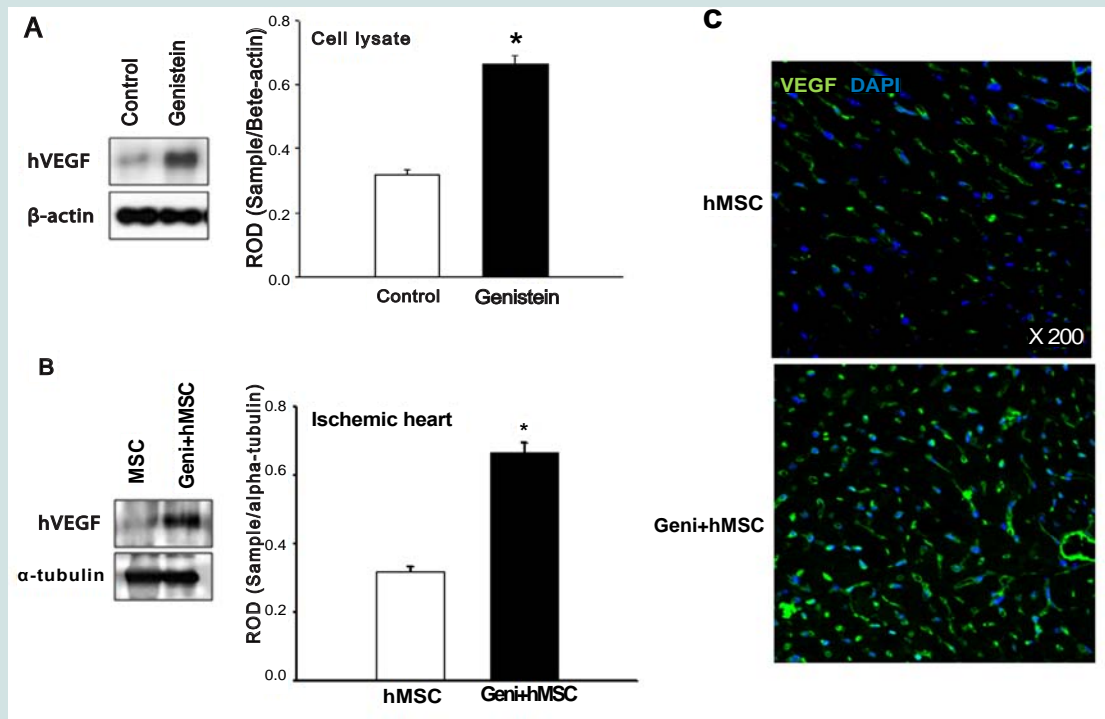 A
Control
Genistein
hVEGF
β-actin
ROD (Sample/Bete-actin)
0.8
0.6
0.4
0.2
0.0
Cell lysate
*
Control
Genistein
B
MSC
Geni+hMSC
hVEGF
α-tubulin
ROD (Sample/alpha-tubulin)
0.8
0.6
0.4
0.2
0.0
Ischemic heart
*
hMSC
Geni+hMSC
C
VEGF DAPI
hMSC
X 200
Geni+hMSC